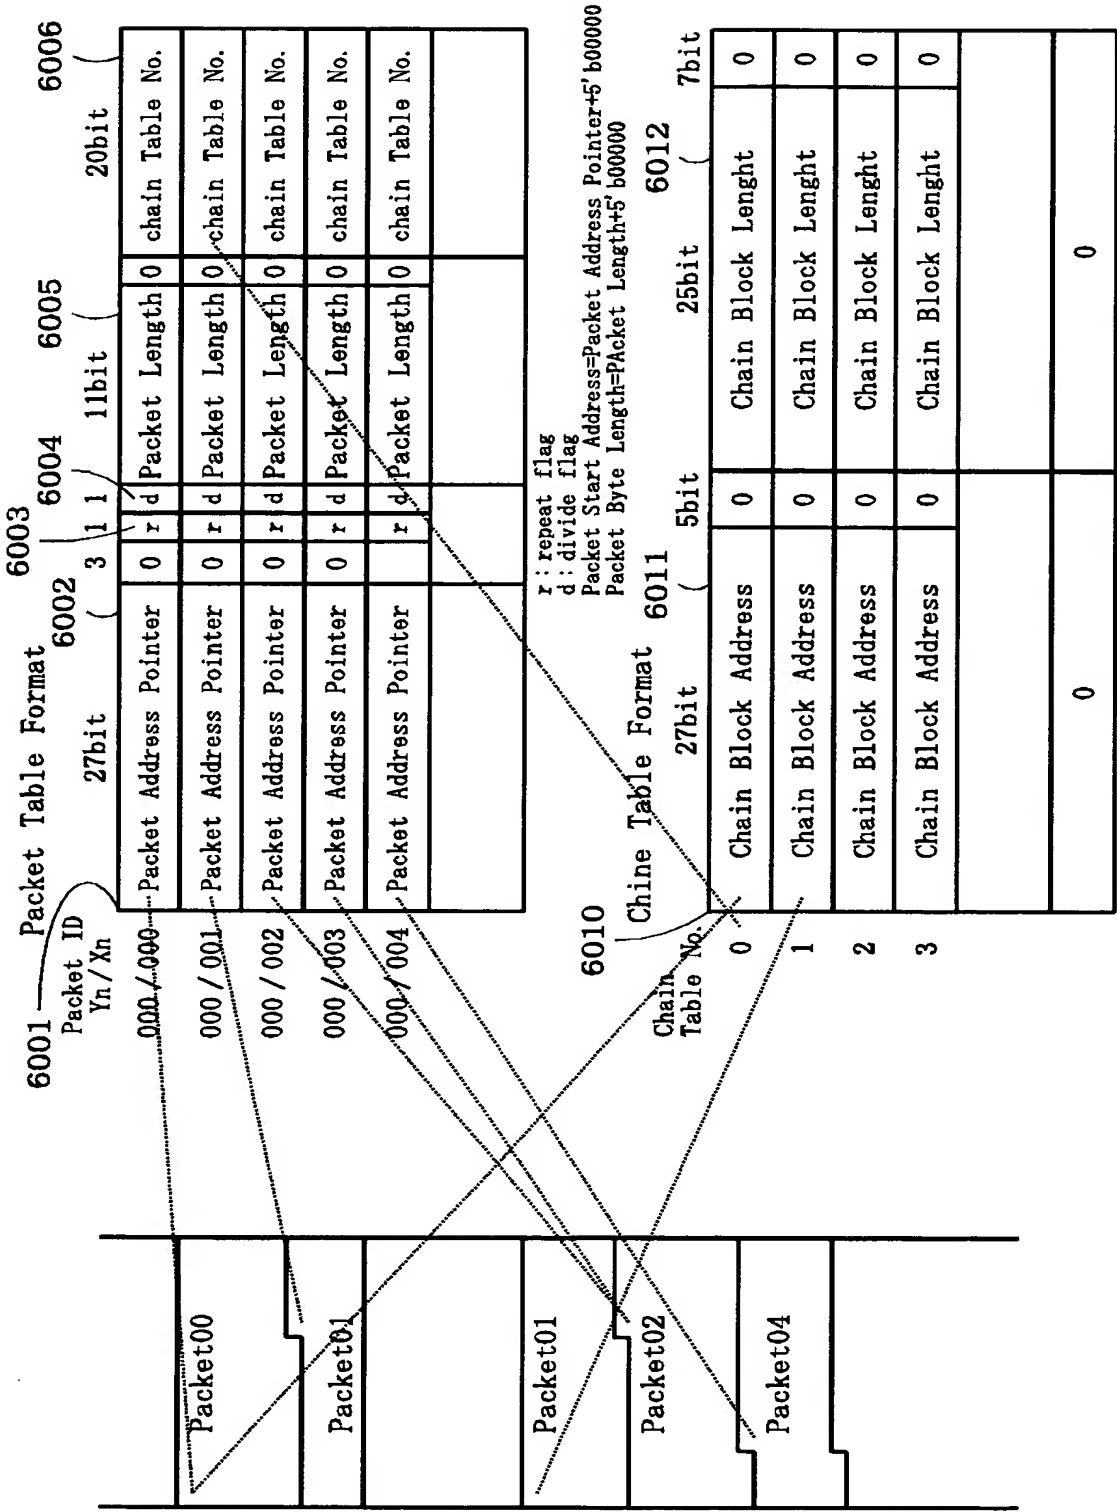 6001
Packet Table Format
Packet ID
Yn/Xn
27bit
6002
3
6003
1
6004
1
11bit
6005
20bit
6006
000/000 Packet Address Pointer 0 r d Packet Length 0 chain Table No.
000/001 Packet Address Pointer 0 r d Packet Length 0 chain Table No.
000/002 Packet Address Pointer 0 r d Packet Length 0 chain Table No.
000/003 Packet Address Pointer 0 r d Packet Length 0 chain Table No.
000/004 Packet Address Pointer r d Packet Length 0 chain Table No.
r : repeat flag
d : divide flag
Packet Start Address=Packet Address Pointer+5'b00000
Packet Byte Length=PAcket Length+5'b00000
6010
Chine Table Format
Chain
Table No.
27bit
6011
5bit
25bit
6012
7bit
0 Chain Block Address 0 Chain Block Lenght 0
1 Chain Block Address 0 Chain Block Lenght 0
2 Chain Block Address 0 Chain Block Lenght 0
3 Chain Block Address 0 Chain Block Lenght 0
0 0
Packet00
Packet01
Packet01
Packet02
Packet04